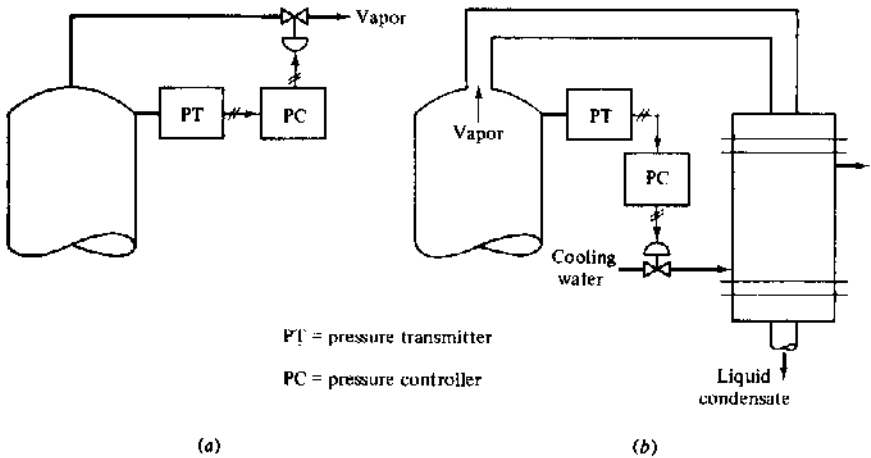 Vapor
PT
PC
Vapor
PT
PC
Cooling
water
PT = pressure transmitter
PC = pressure controller
Liquid
condensate
(a)
(b)